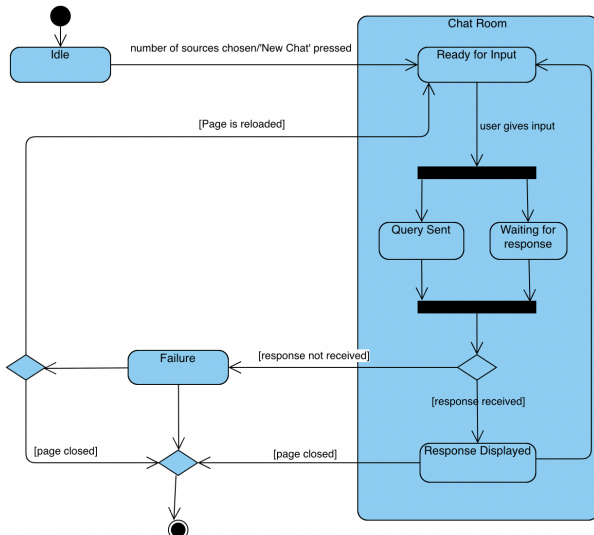 Chat Room
Idle
number of sources chosen/'New Chat' pressed
Ready for Input
[Page is reloaded]
user gives input
Query Sent
Waiting for
response
Failure
[response not received]
[response received]
[page closed]
[page closed]
Response Displayed